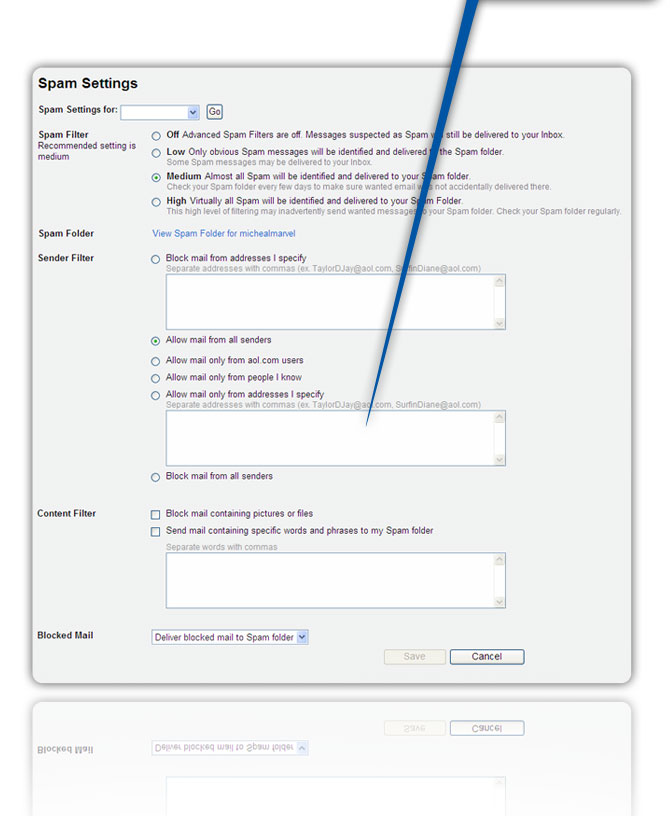 Spam Settings
Spam Settings for: Go
Spam Filter
Recommended setting is
medium
Off Advanced Spam Filters are off. Messages suspected as Spam will still be delivered to your Inbox.
Low Only obvious Spam messages will be identified and delivered to the Spam folder.
Some Spam messages may be delivered to your Inbox.
Medium Almost all Spam will be identified and delivered to your Spam folder.
Check your Spam folder every few days to make sure wanted email was not accidentally delivered there.
High Virtually all Spam will be identified and delivered to your Spam Folder.
This high level of filtering may inadvertently send wanted messages to your Spam folder. Check your Spam folder regularly.
Spam Folder View Spam Folder for michealmarvel
Sender Filter Block mail from addresses I specify
Separate addresses with commas (ex. TaylorDJay@aol.com, SurfinDiane@aol.com)
Allow mail from all senders
Allow mail only from aol.com users
Allow mail only from people I know
Allow mail only from addresses I specify
Separate addresses with commas (ex. TaylorDJay@aol.com, SurfinDiane@aol.com)
Block mail from all senders
Content Filter Block mail containing pictures or files
Send mail containing specific words and phrases to my Spam folder
Separate words with commas
Blocked Mail Deliver blocked mail to Spam folder
Save Cancel
Save Cancel
Blocked Mail Deliver blocked mail to Spam folder